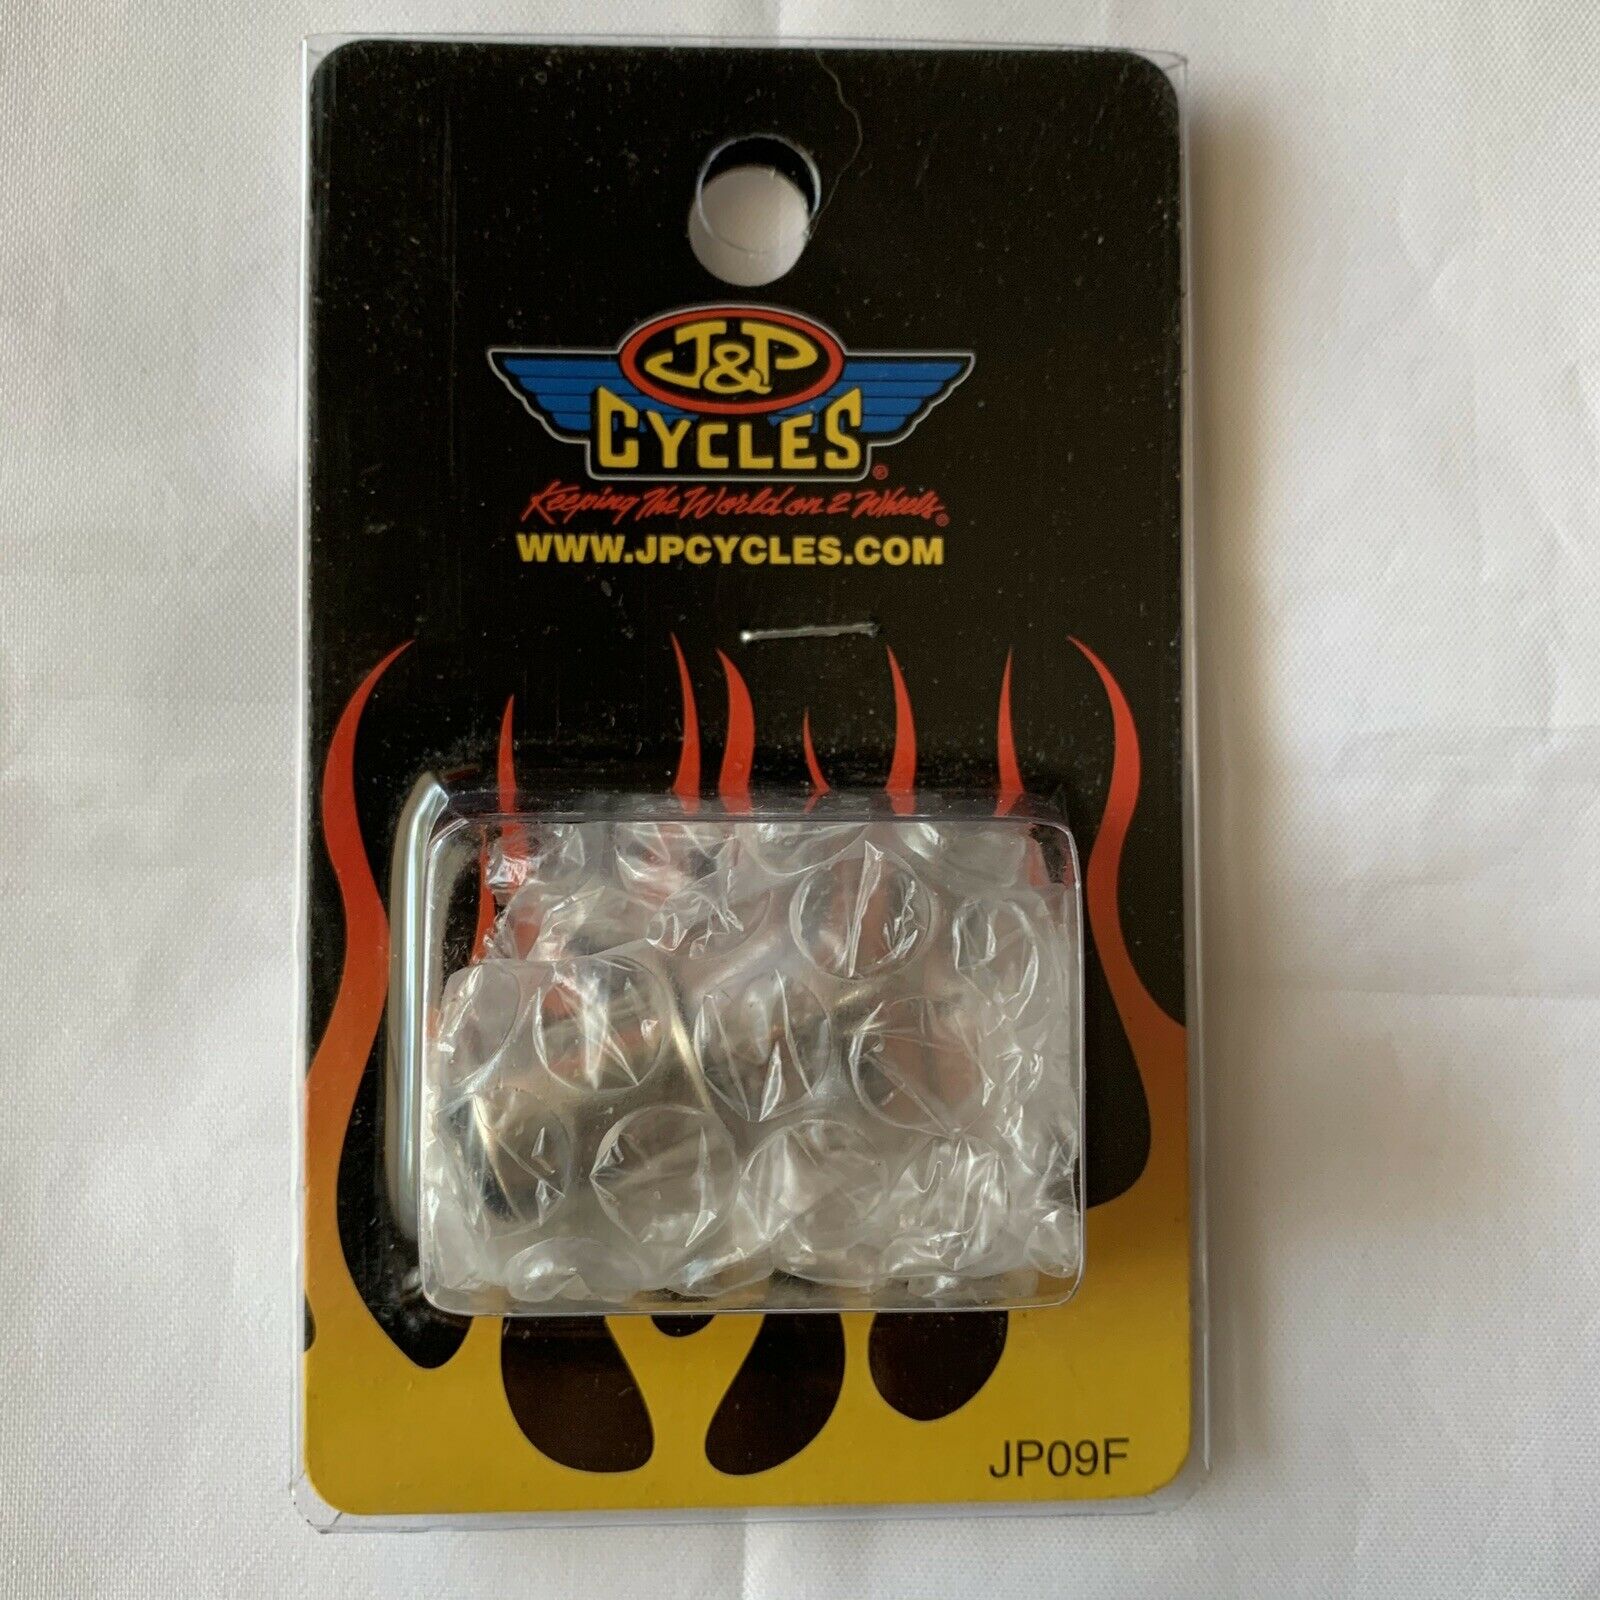 J&P
CYCLES®
Keeping The World on 2 Wheels®
WWW.JPCYCLES.COM
JP09F